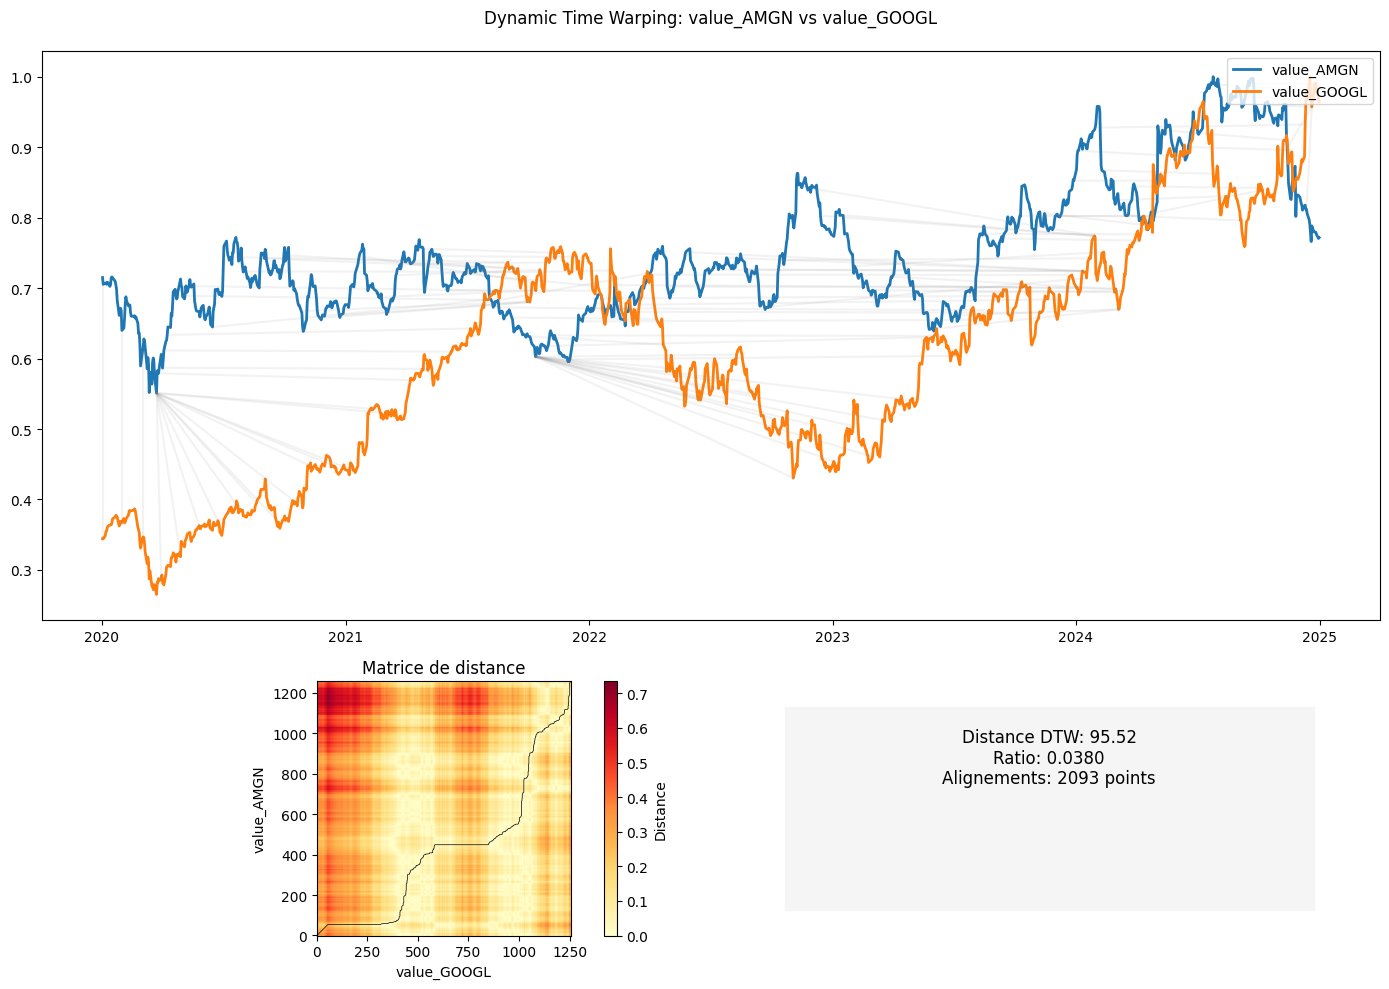 Dynamic Time Warping: value_AMGN vs value_GOOGL
value_AMGN
value_GOOGL
1.0
0.9
0.8
0.7
0.6
0.5
0.4
0.3
2020 2021 2022 2023 2024 2025
Matrice de distance
value_AMGN
1200
1000
800
600
400
200
0
0 250 500 750 1000 1250
value_GOOGL
0.7
0.6
0.5
0.4
0.3
0.2
0.1
0.0
Distance
Distance DTW: 95.52
Ratio: 0.0380
Alignements: 2093 points